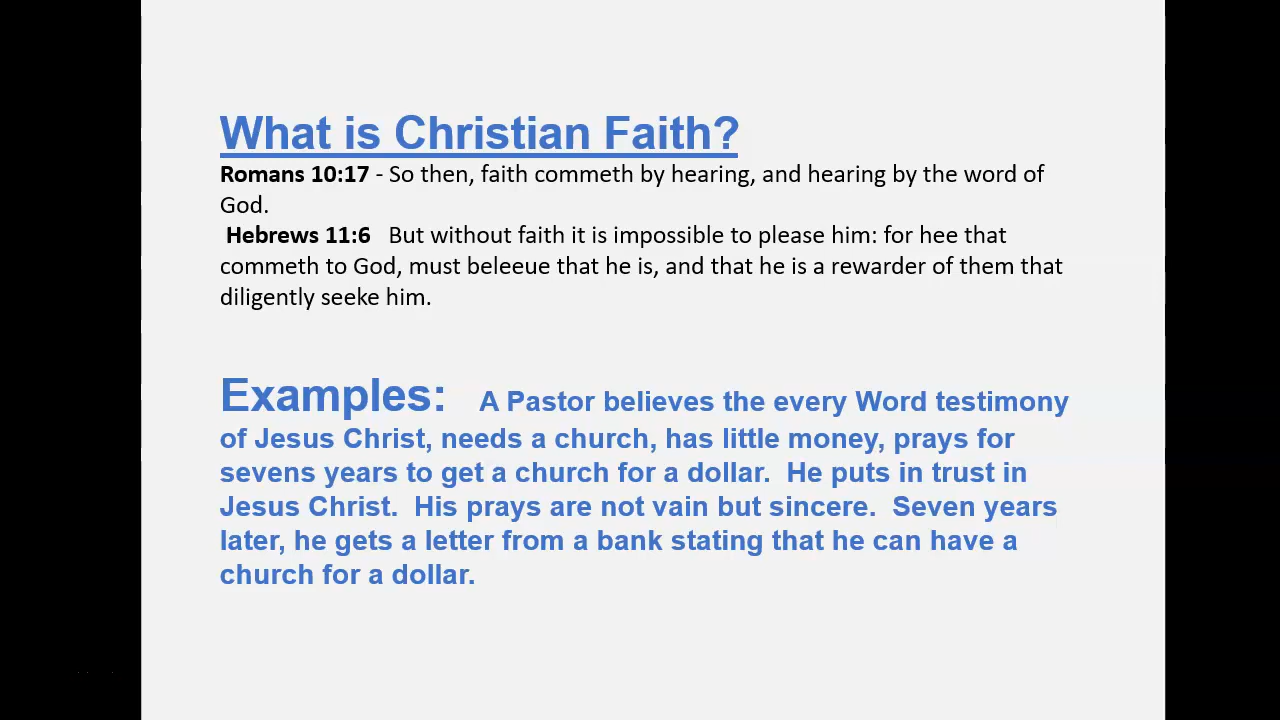 What is Christian Faith?
Romans 10:17 - So then, faith commeth by hearing, and hearing by the word of
God.
Hebrews 11:6 But without faith it is impossible to please him: for hee that
commeth to God, must beleeue that he is, and that he is a rewarder of them that
diligently seeke him.
Examples: A Pastor believes the every Word testimony
of Jesus Christ, needs a church, has little money, prays for
sevens years to get a church for a dollar. He puts in trust in
Jesus Christ. His prays are not vain but sincere. Seven years
later, he gets a letter from a bank stating that he can have a
church for a dollar.